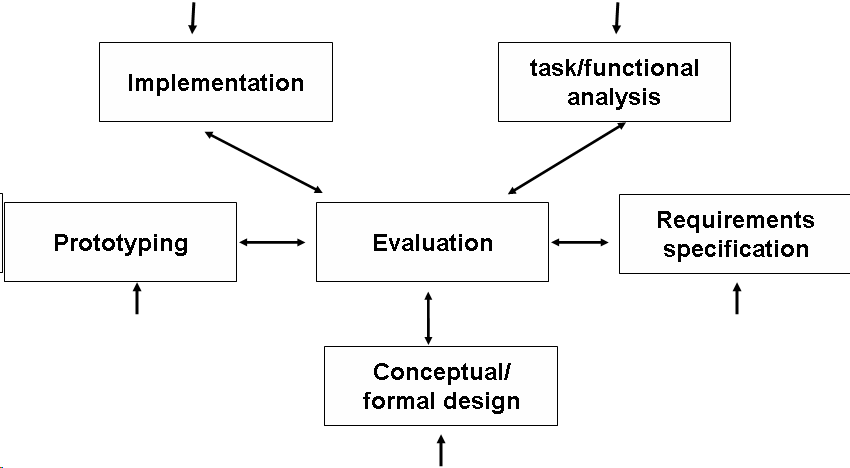 Implementation
task/functional
analysis
Prototyping
Evaluation
Requirements
specification
Conceptual/
formal design